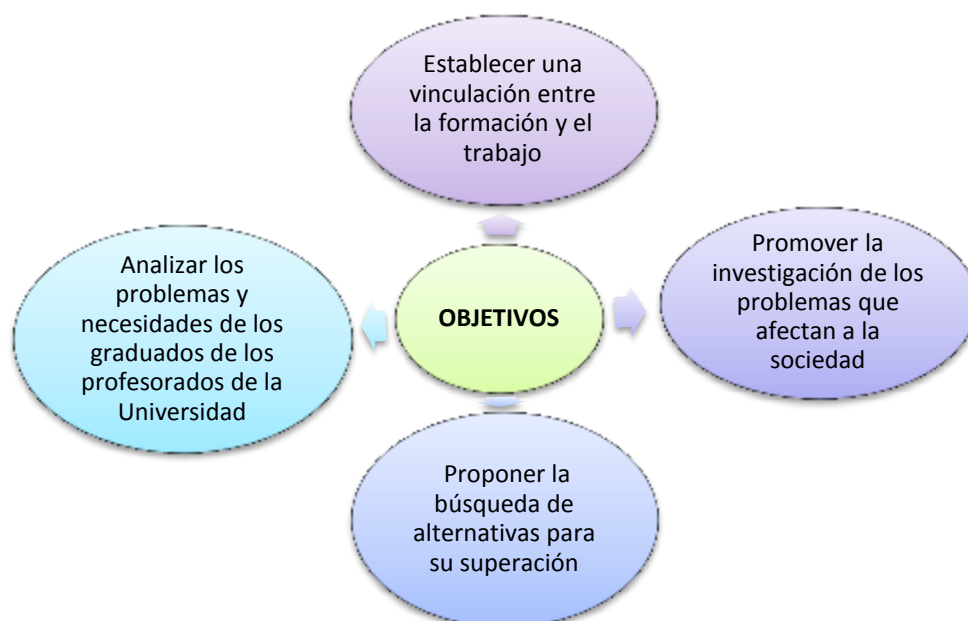 Establecer una
vinculación entre
la formación y el
trabajo
Analizar los
problemas y
necesidades de los
graduados de los
profesorados de la
Universidad
OBJETIVOS
Promover la
investigación de los
problemas que
afectan a la
sociedad
Proponer la
búsqueda de
alternativas para
su superación